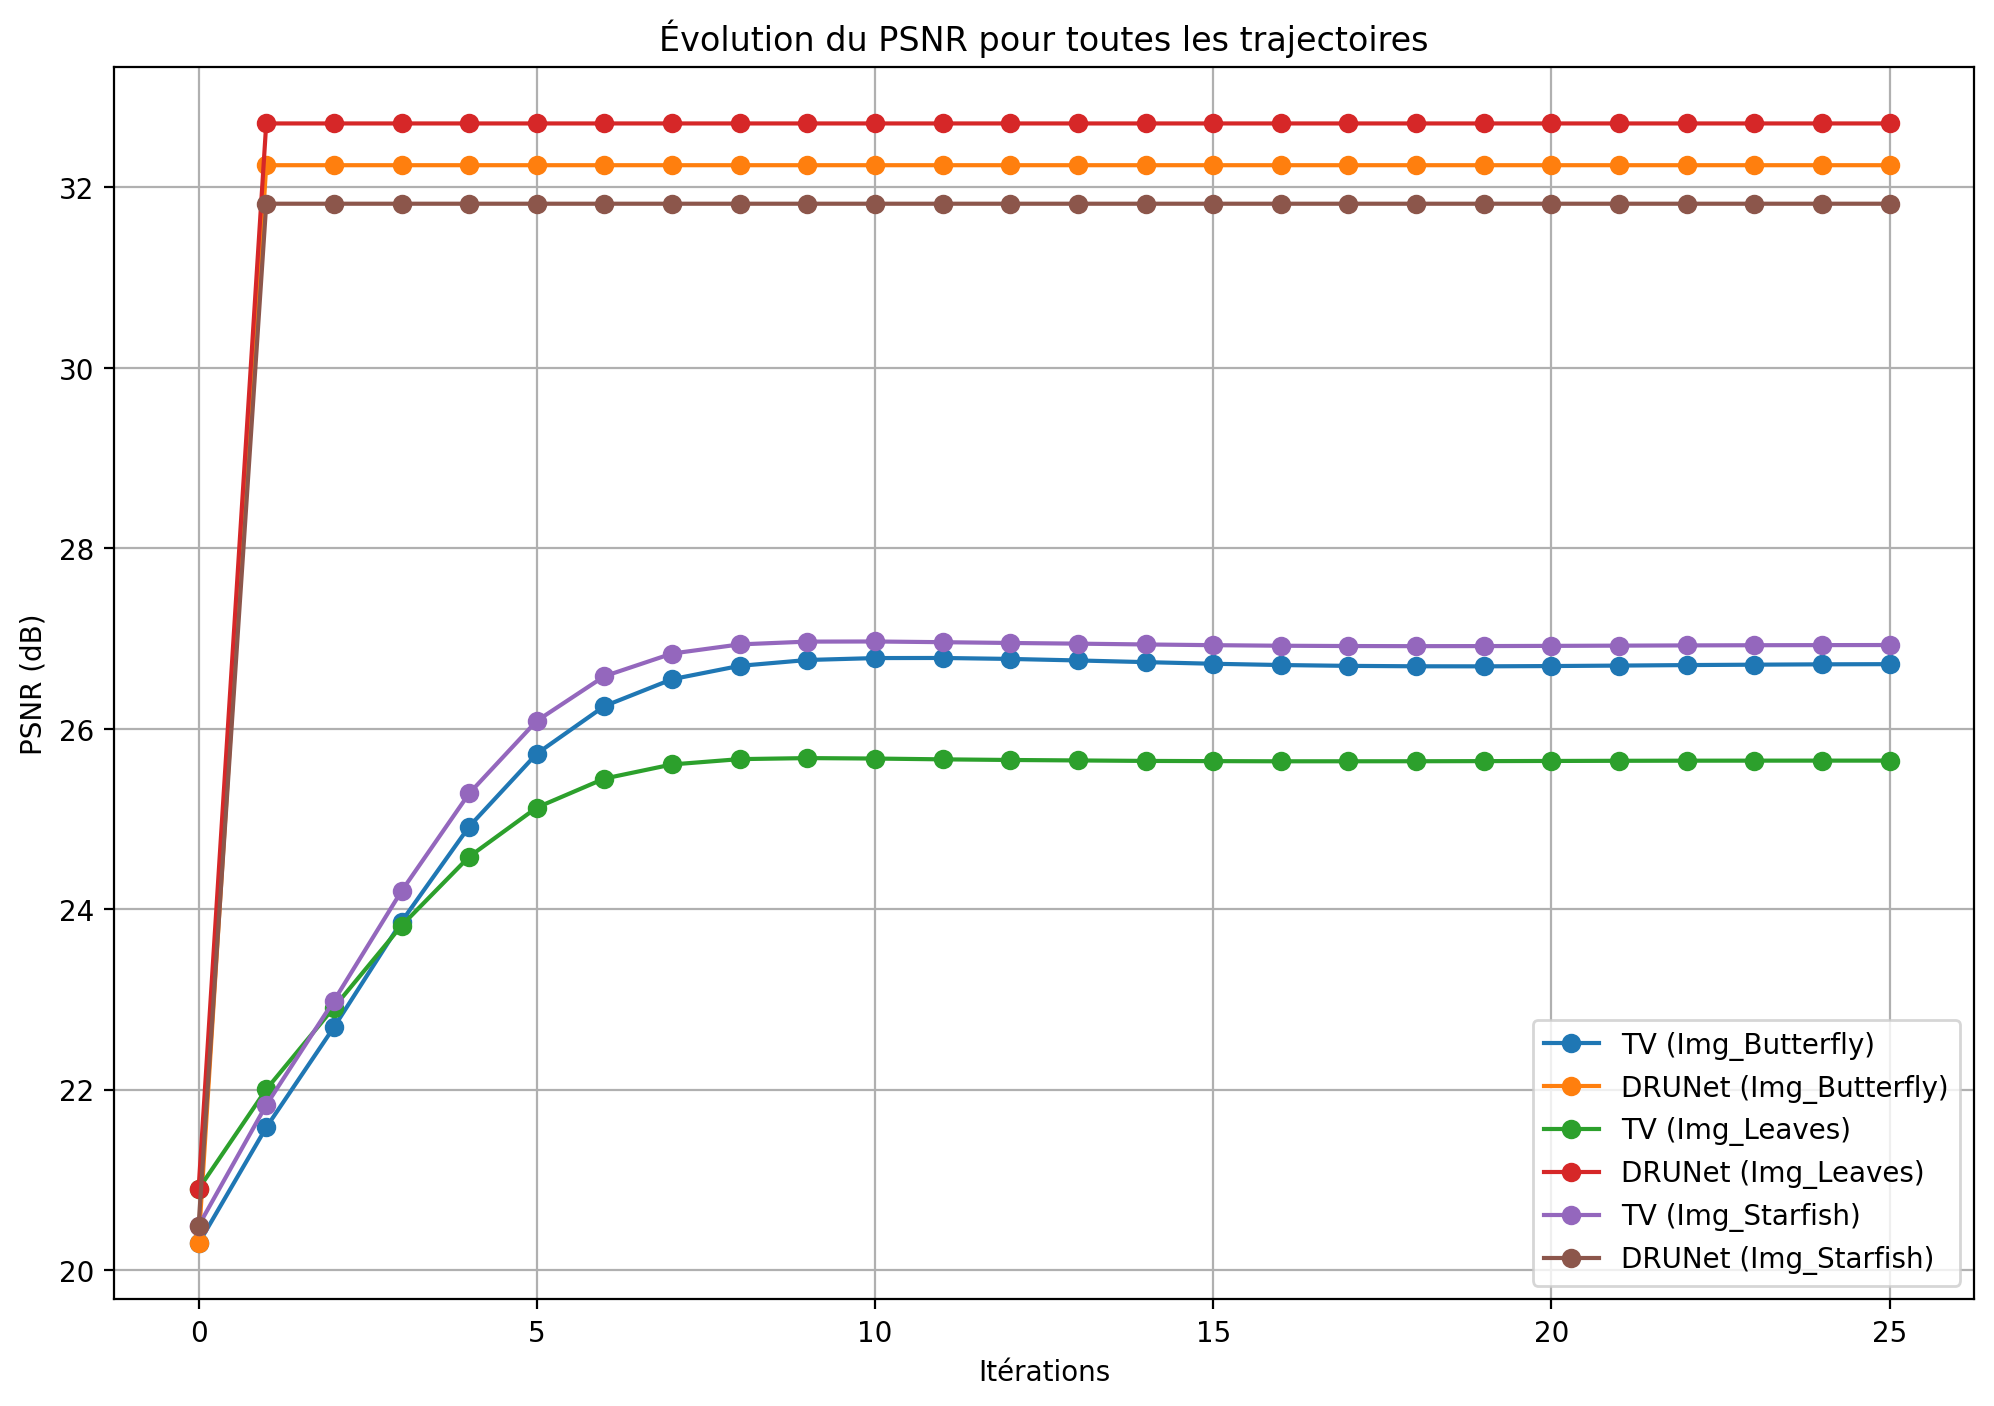 Évolution du PSNR pour toutes les trajectoires
PSNR (dB)
32
30
28
26
24
22
20
TV (Img_Butterfly)
DRUNet (Img_Butterfly)
TV (Img_Leaves)
DRUNet (Img_Leaves)
TV (Img_Starfish)
DRUNet (Img_Starfish)
0 5 10 15 20 25
Itérations